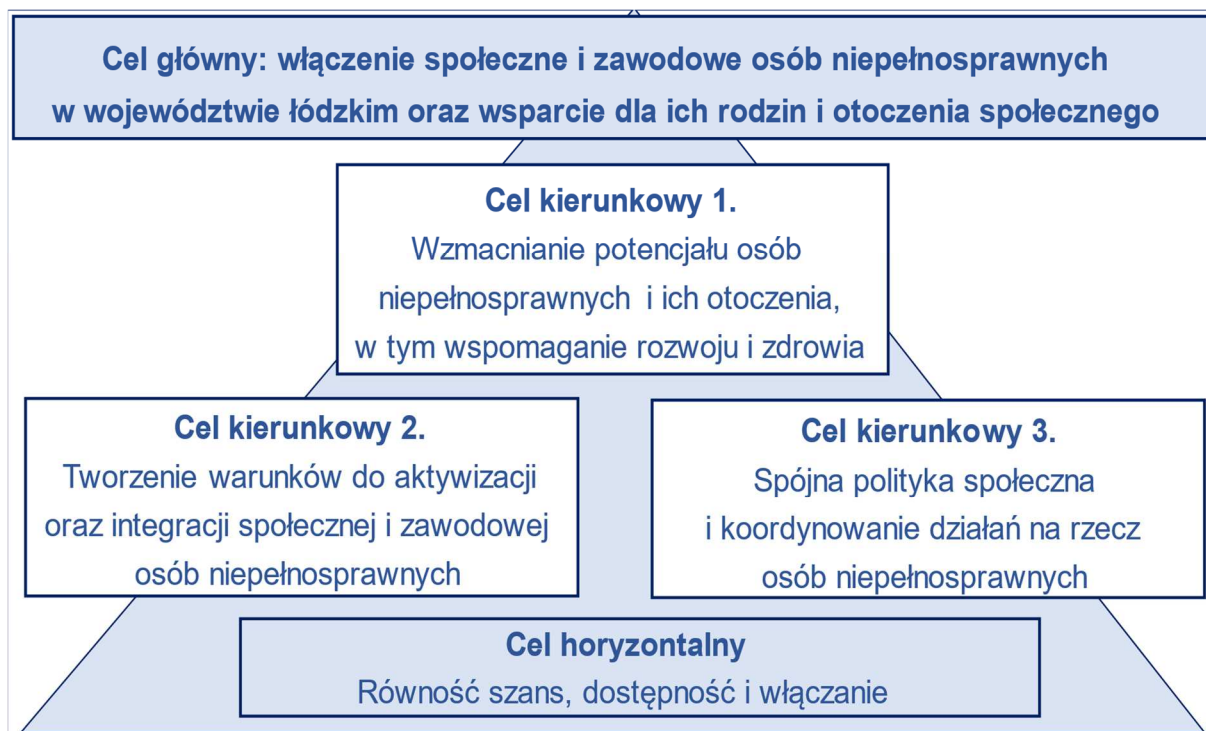 Cel główny: włączenie społeczne i zawodowe osób niepełnosprawnych
w województwie łódzkim oraz wsparcie dla ich rodzin i otoczenia społecznego
Cel kierunkowy 1.
Wzmacnianie potencjału osób
niepełnosprawnych i ich otoczenia,
w tym wspomaganie rozwoju i zdrowia
Cel kierunkowy 2.
Tworzenie warunków do aktywizacji
oraz integracji społecznej i zawodowej
osób niepełnosprawnych
Cel kierunkowy 3.
Spójna polityka społeczna
i koordynowanie działań na rzecz
osób niepełnosprawnych
Cel horyzontalny
Równość szans, dostępność i włączanie